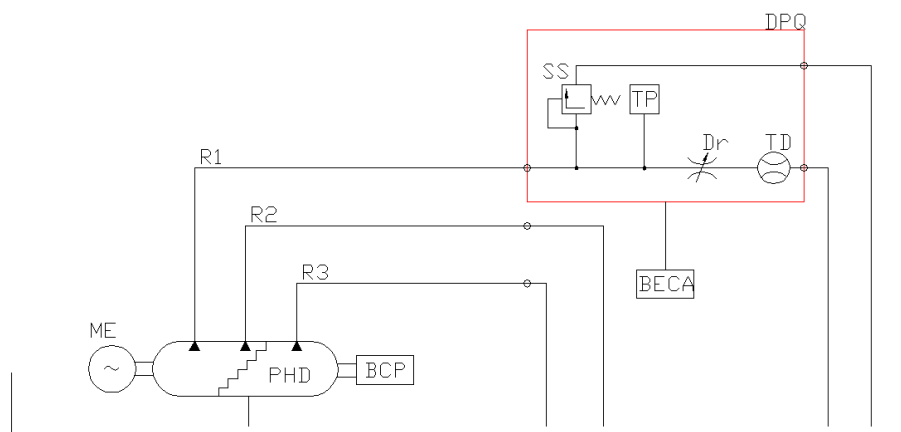 DPQ
SS
TP
Dr
TD
R1
R2
R3
BECA
ME
~
PHD
BCP